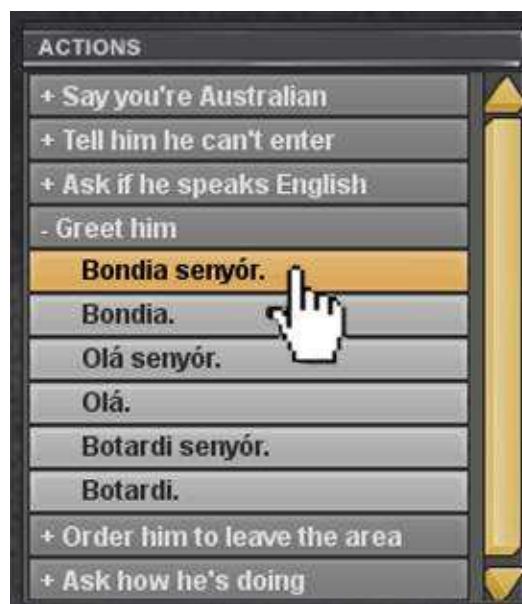 ACTIONS
+ Say you're Australian
+ Tell him he can't enter
+ Ask if he speaks English
- Greet him
Bondia senyór.
Bondia.
Olá senyór.
Olá.
Botardi senyór.
Botardi.
+ Order him to leave the area
+ Ask how he's doing